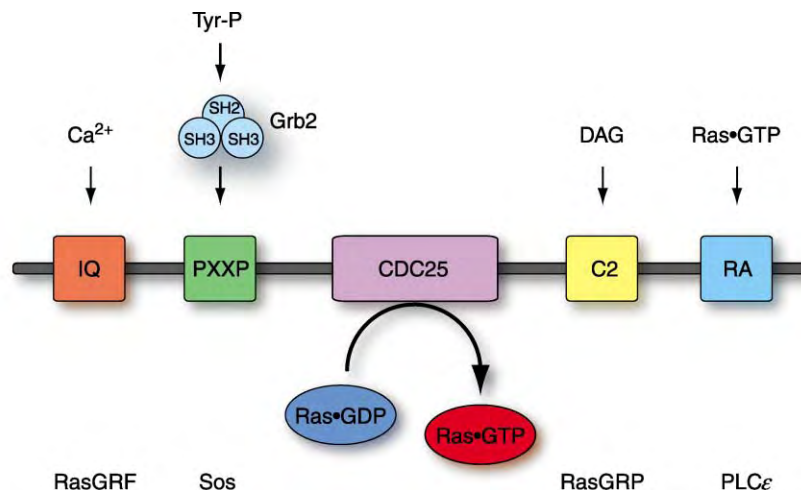 Tyr-P
SH2
SH3 SH3
Grb2
Ca²⁺
DAG
Ras•GTP
IQ
PXXP
CDC25
C2
RA
Ras•GDP
Ras•GTP
RasGRF
Sos
RasGRP
PLCε